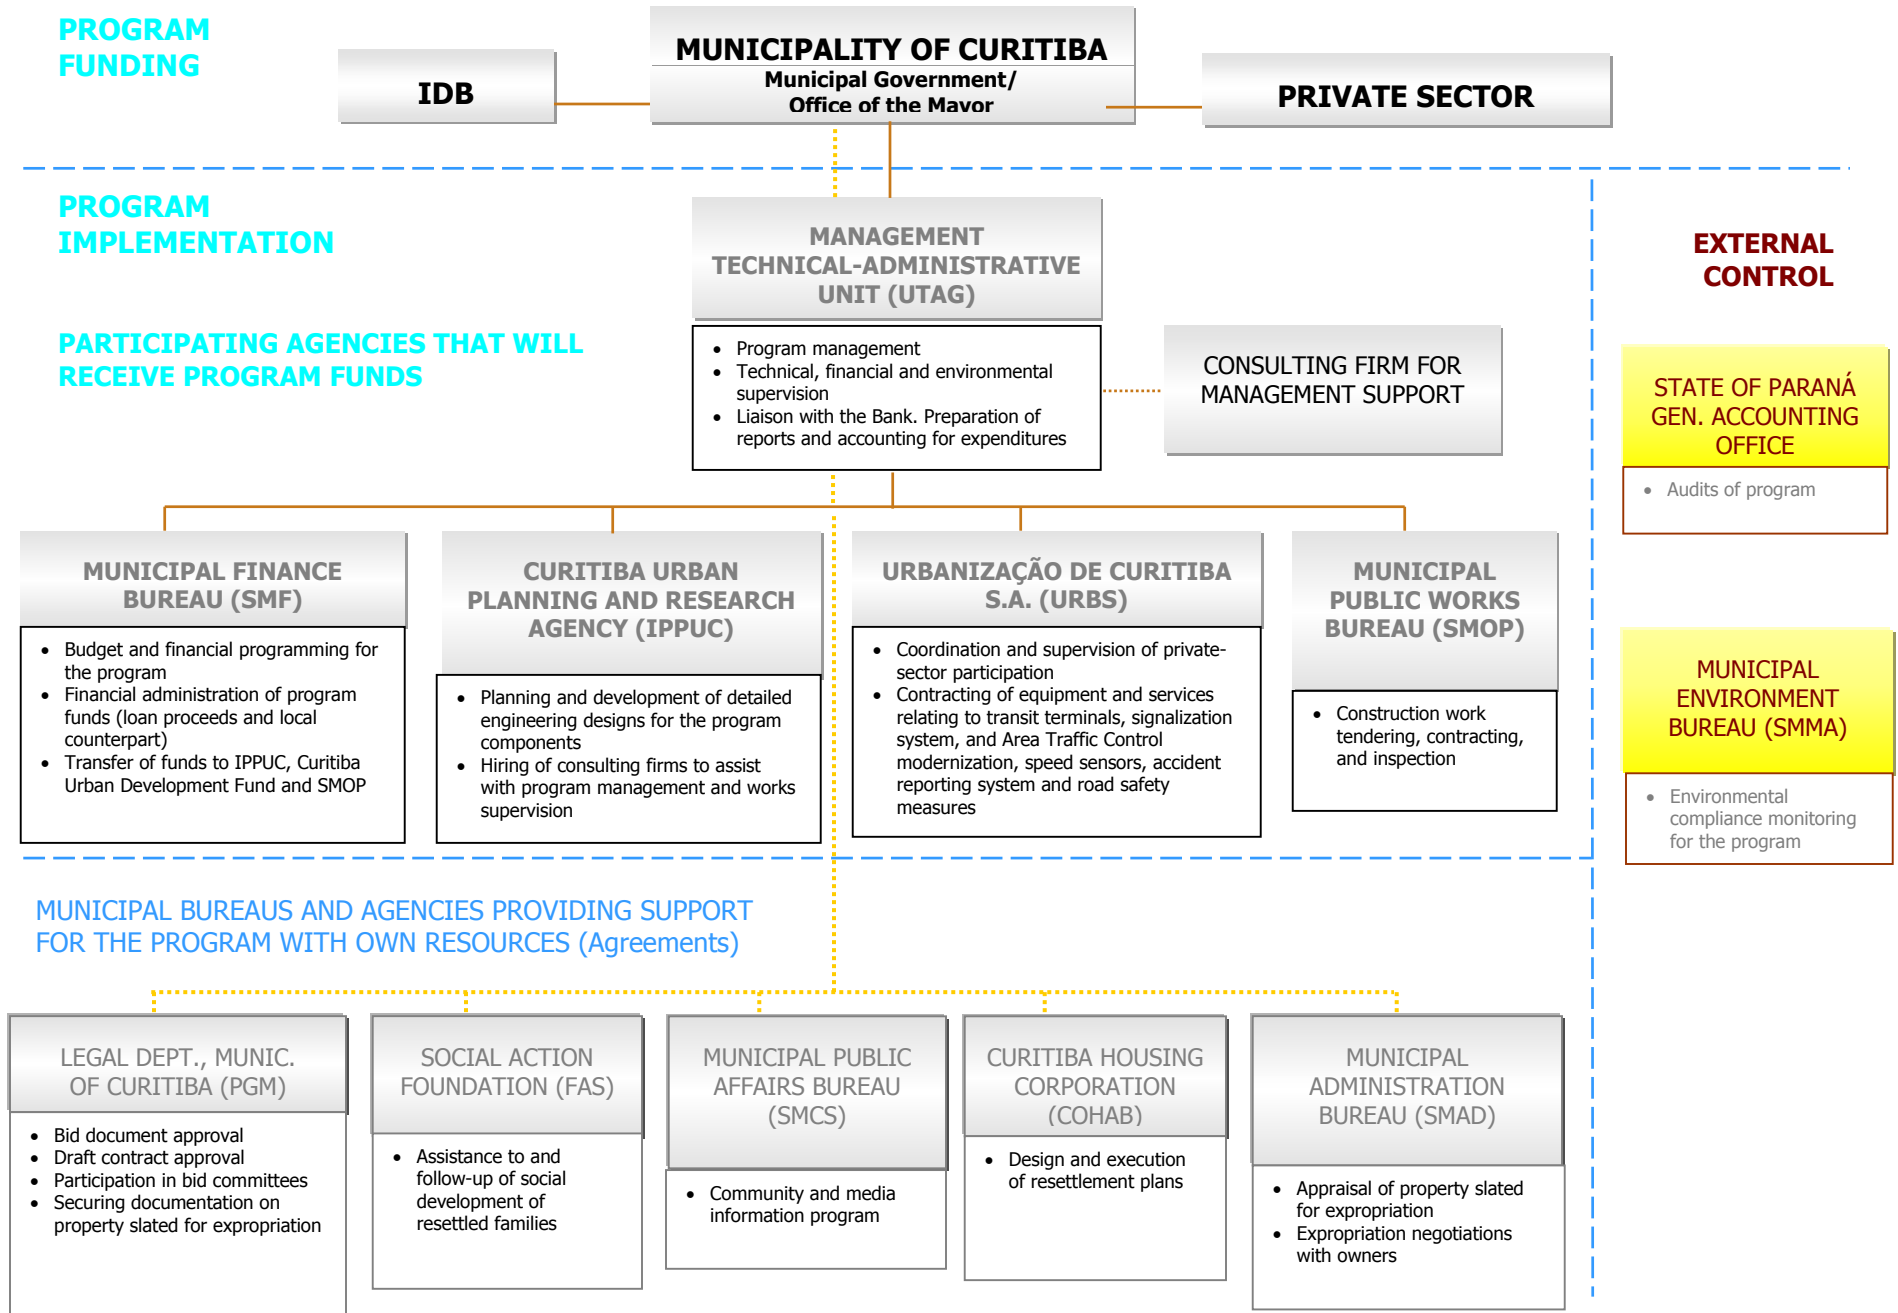 PROGRAM
FUNDING
IDB
MUNICIPALITY OF CURITIBA
Municipal Government/
Office of the Mayor
PRIVATE SECTOR
PROGRAM
IMPLEMENTATION
MANAGEMENT
TECHNICAL-ADMINISTRATIVE
UNIT (UTAG)
EXTERNAL
CONTROL
PARTICIPATING AGENCIES THAT WILL
RECEIVE PROGRAM FUNDS
• Program management
• Technical, financial and environmental
supervision
• Liaison with the Bank. Preparation of
reports and accounting for expenditures
CONSULTING FIRM FOR
MANAGEMENT SUPPORT
STATE OF PARANÁ
GEN. ACCOUNTING
OFFICE
• Audits of program
MUNICIPAL FINANCE
BUREAU (SMF)
• Budget and financial programming for
the program
• Financial administration of program
funds (loan proceeds and local
counterpart)
• Transfer of funds to IPPUC, Curitiba
Urban Development Fund and SMOP
CURITIBA URBAN
PLANNING AND RESEARCH
AGENCY (IPPUC)
• Planning and development of detailed
engineering designs for the program
components
• Hiring of consulting firms to assist
with program management and works
supervision
URBANIZAÇÃO DE CURITIBA
S.A. (URBS)
• Coordination and supervision of private-
sector participation
• Contracting of equipment and services
relating to transit terminals, signalization
system, and Area Traffic Control
modernization, speed sensors, accident
reporting system and road safety
measures
MUNICIPAL
PUBLIC WORKS
BUREAU (SMOP)
• Construction work
tendering, contracting,
and inspection
MUNICIPAL
ENVIRONMENT
BUREAU (SMMA)
• Environmental
compliance monitoring
for the program
MUNICIPAL BUREAUS AND AGENCIES PROVIDING SUPPORT
FOR THE PROGRAM WITH OWN RESOURCES (Agreements)
LEGAL DEPT., MUNIC.
OF CURITIBA (PGM)
• Bid document approval
• Draft contract approval
• Participation in bid committees
• Securing documentation on
property slated for expropriation
SOCIAL ACTION
FOUNDATION (FAS)
• Assistance to and
follow-up of social
development of
resettled families
MUNICIPAL PUBLIC
AFFAIRS BUREAU
(SMCS)
• Community and media
information program
CURITIBA HOUSING
CORPORATION
(COHAB)
• Design and execution
of resettlement plans
MUNICIPAL
ADMINISTRATION
BUREAU (SMAD)
• Appraisal of property slated
for expropriation
• Expropriation negotiations
with owners